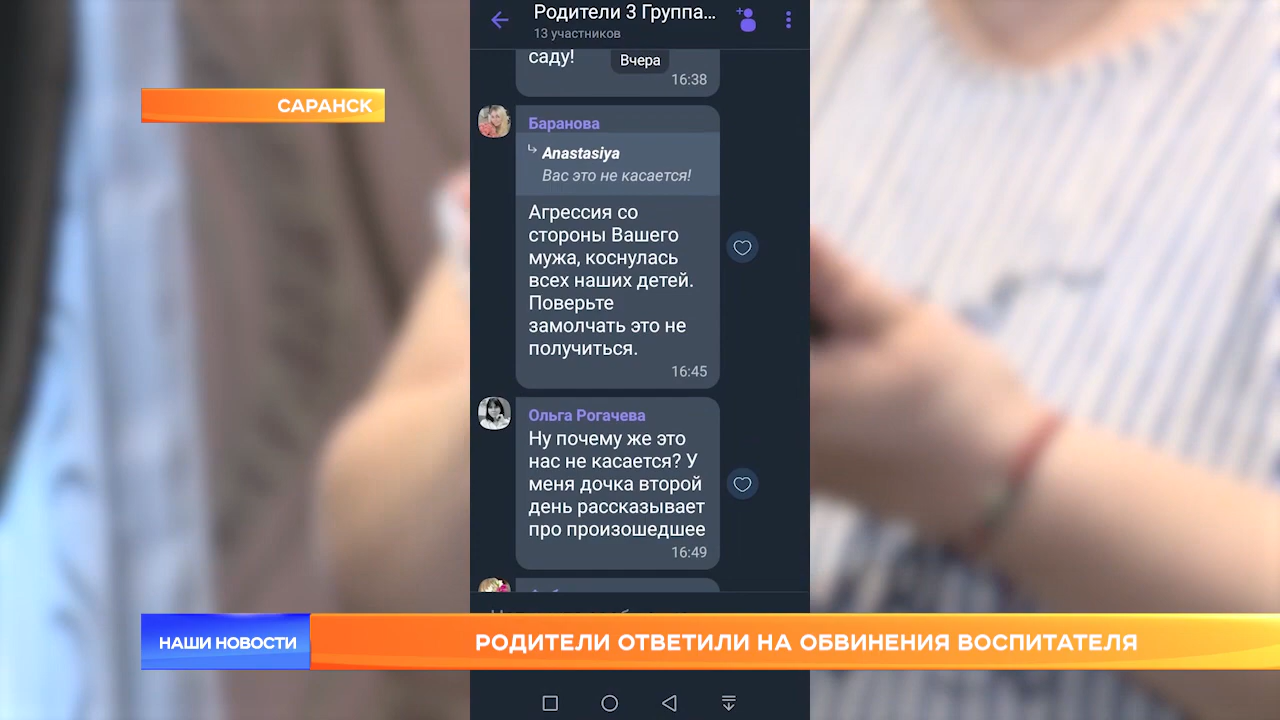 Родители 3 Группа...
13 участников
саду!
Вчера
16:38
САРАНСК
Баранова
Anastasiya
Вас это не касается!
Агрессия со
стороны Вашего
мужа, коснулась
всех наших детей.
Поверьте
замолчать это не
получиться.
16:45
Ольга Рогачева
Ну почему же это
нас не касается? У
меня дочка второй
день рассказывает
про произошедшее
16:49
НАШИ НОВОСТИ
РОДИТЕЛИ ОТВЕТИЛИ НА ОБВИНЕНИЯ ВОСПИТАТЕЛЯ